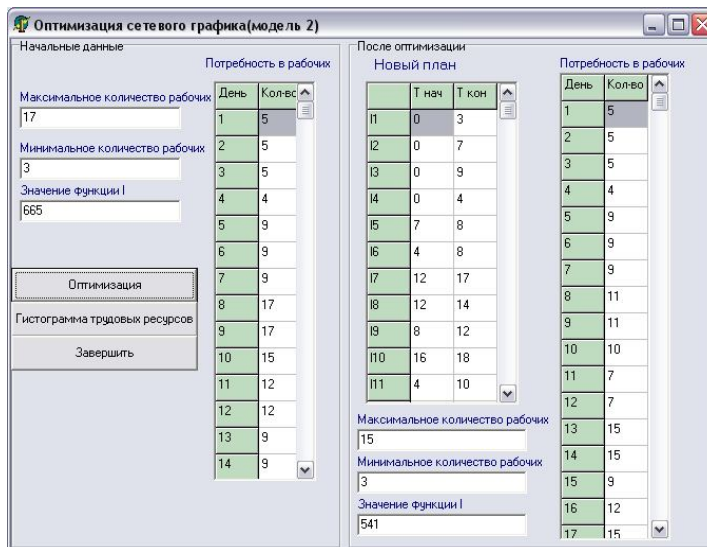 Оптимизация сетевого графика(модель 2)
Начальные данные
Потребность в рабочих
Максимальное количество рабочих
17
Минимальное количество рабочих
3
Значение функции I
665
Оптимизация
Гистограмма трудовых ресурсов
Завершить
День Кол-во
1 5
2 5
3 5
4 4
5 9
6 9
7 9
8 17
9 17
10 15
11 12
12 12
13 9
14 9
После оптимизации
Новый план
Т нач Т кон
I1 0 3
I2 0 7
I3 0 9
I4 0 4
I5 7 8
I6 4 8
I7 12 17
I8 12 14
I9 8 12
I10 16 18
I11 4 10
Максимальное количество рабочих
15
Минимальное количество рабочих
3
Значение функции I
541
Потребность в рабочих
День Кол-во
1 5
2 5
3 5
4 4
5 9
6 9
7 9
8 11
9 11
10 10
11 7
12 7
13 15
14 15
15 9
16 12
17 15